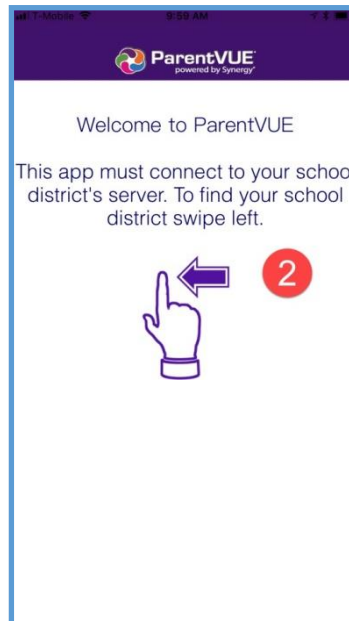 T-Mobile 9:59 AM
ParentVUE
powered by Synergy
Welcome to ParentVUE
This app must connect to your schoo
district's server. To find your school
district swipe left.
2